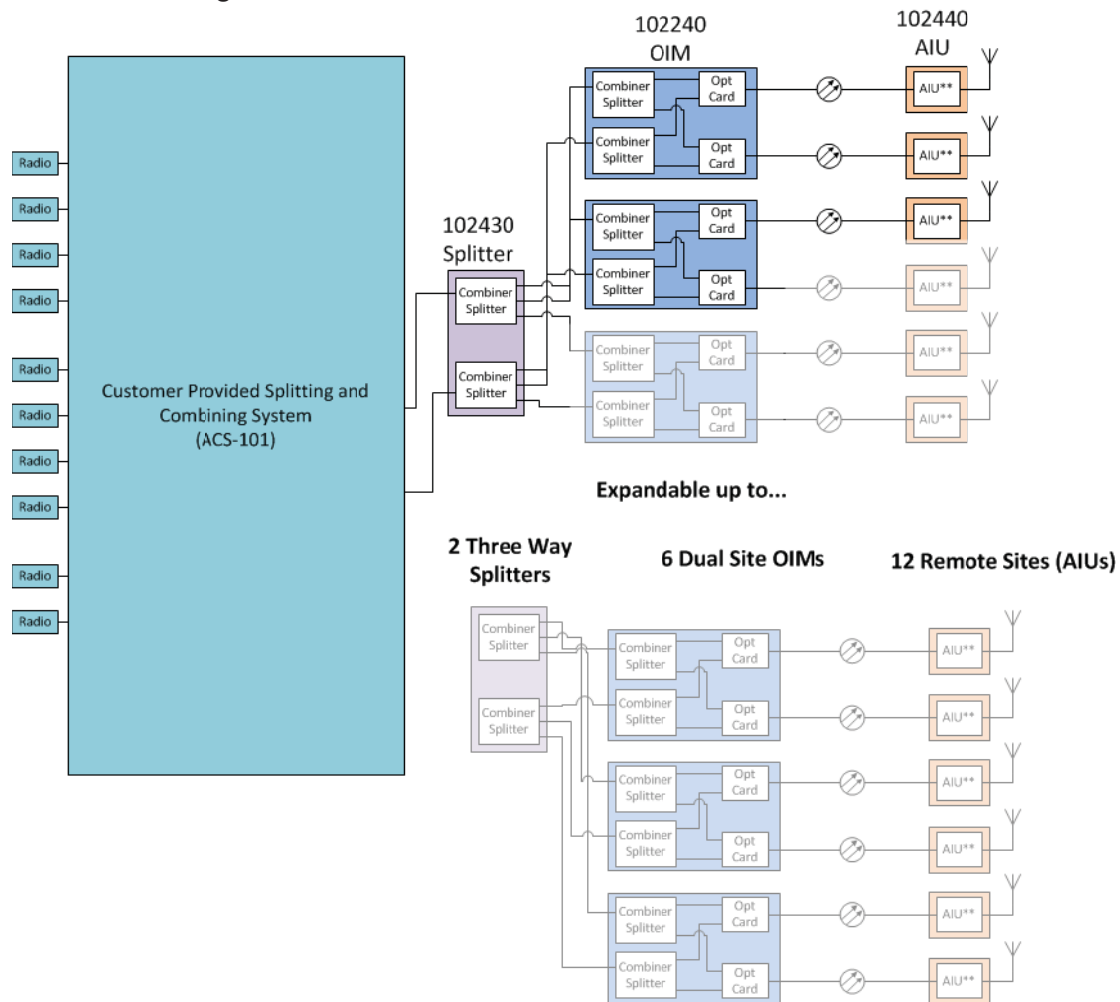 102240
OIM
102440
AIU
Radio
Radio
Radio
Radio
Radio
Radio
Radio
Radio
Radio
Radio
Customer Provided Splitting and
Combining System
(ACS-101)
102430
Splitter
Combiner
Splitter
Combiner
Splitter
Combiner
Splitter
Combiner
Splitter
Opt
Card
Opt
Card
Combiner
Splitter
Combiner
Splitter
Opt
Card
Opt
Card
Combiner
Splitter
Combiner
Splitter
Opt
Card
Opt
Card
AIU**
AIU**
AIU**
AIU**
AIU**
AIU**
Expandable up to...
2 Three Way
Splitters
6 Dual Site OIMs
12 Remote Sites (AIUs)
Combiner
Splitter
Combiner
Splitter
Combiner
Splitter
Combiner
Splitter
Opt
Card
Opt
Card
Combiner
Splitter
Combiner
Splitter
Opt
Card
Opt
Card
Combiner
Splitter
Combiner
Splitter
Opt
Card
Opt
Card
AIU**
AIU**
AIU**
AIU**
AIU**
AIU**